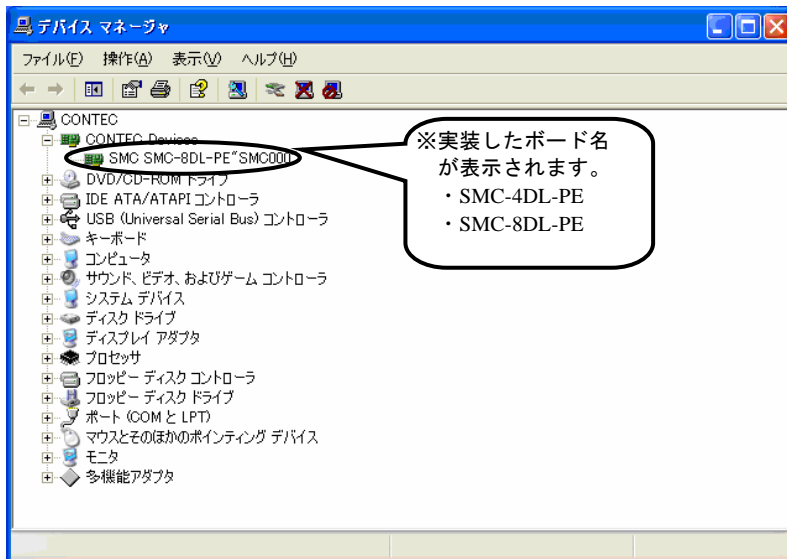 デバイス マネージャ
ファイル(F) 操作(A) 表示(V) ヘルプ(H)
CONTEC
CONTEC Devices
SMC SMC-8DL-PE"SMC000
DVD/CD-ROM ドライブ
IDE ATA/ATAPI コントローラ
USB (Universal Serial Bus) コントローラ
キーボード
コンピュータ
サウンド、ビデオ、およびゲーム コントローラ
システム デバイス
ディスク ドライブ
ディスプレイ アダプタ
プロセッサ
フロッピー ディスク コントローラ
フロッピー ディスク ドライブ
ポート (COM と LPT)
マウスとそのほかのポインティング デバイス
モニタ
多機能アダプタ
※実装したボード名
が表示されます。
・SMC-4DL-PE
・SMC-8DL-PE